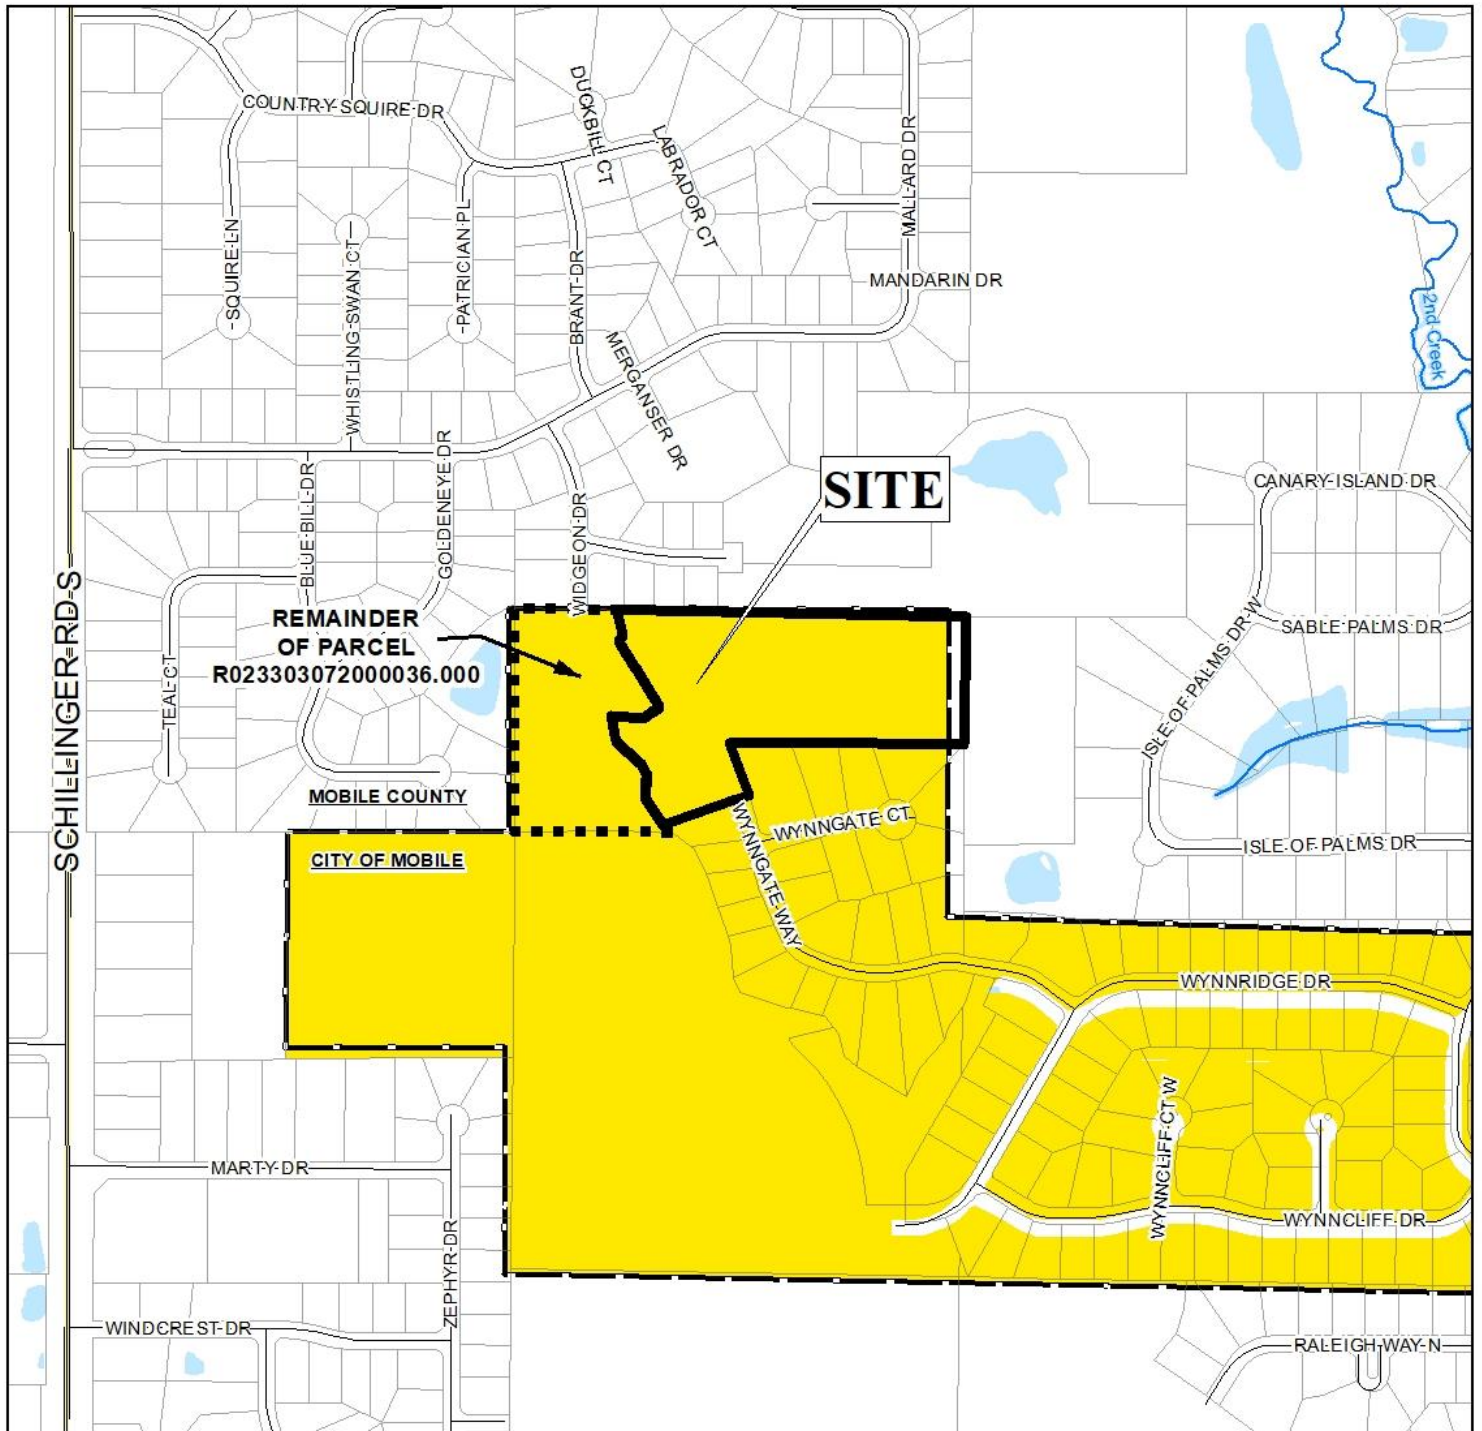 DUCKBILL CT
COUNTRY SQUIRE DR
LABRADOR CT
MALLARD DR
SQUIRE LN
WHISTLING SWAN CT
PATRICIAN PL
BRANT DR
MANDARIN DR
2nd Creek
MERGANSER DR
GOLDENEYE DR
BLUE BILL DR
WIDGEON DR
SITE
CANARY ISLAND DR
SCHILLINGER RD S
TEAL CT
REMAINDER
OF PARCEL
R023303072000036.000
ISLE OF PALMS DR W
SABLE PALMS DR
MOBILE COUNTY
CITY OF MOBILE
WYNNGATE CT
WYNNGATE WAY
ISLE OF PALMS DR
WYNNRIDGE DR
WYNNCLIFF CT W
MARTY DR
ZEPHYR DR
WYNNCLIFF DR
WINDCREST DR
RALEIGH WAY N